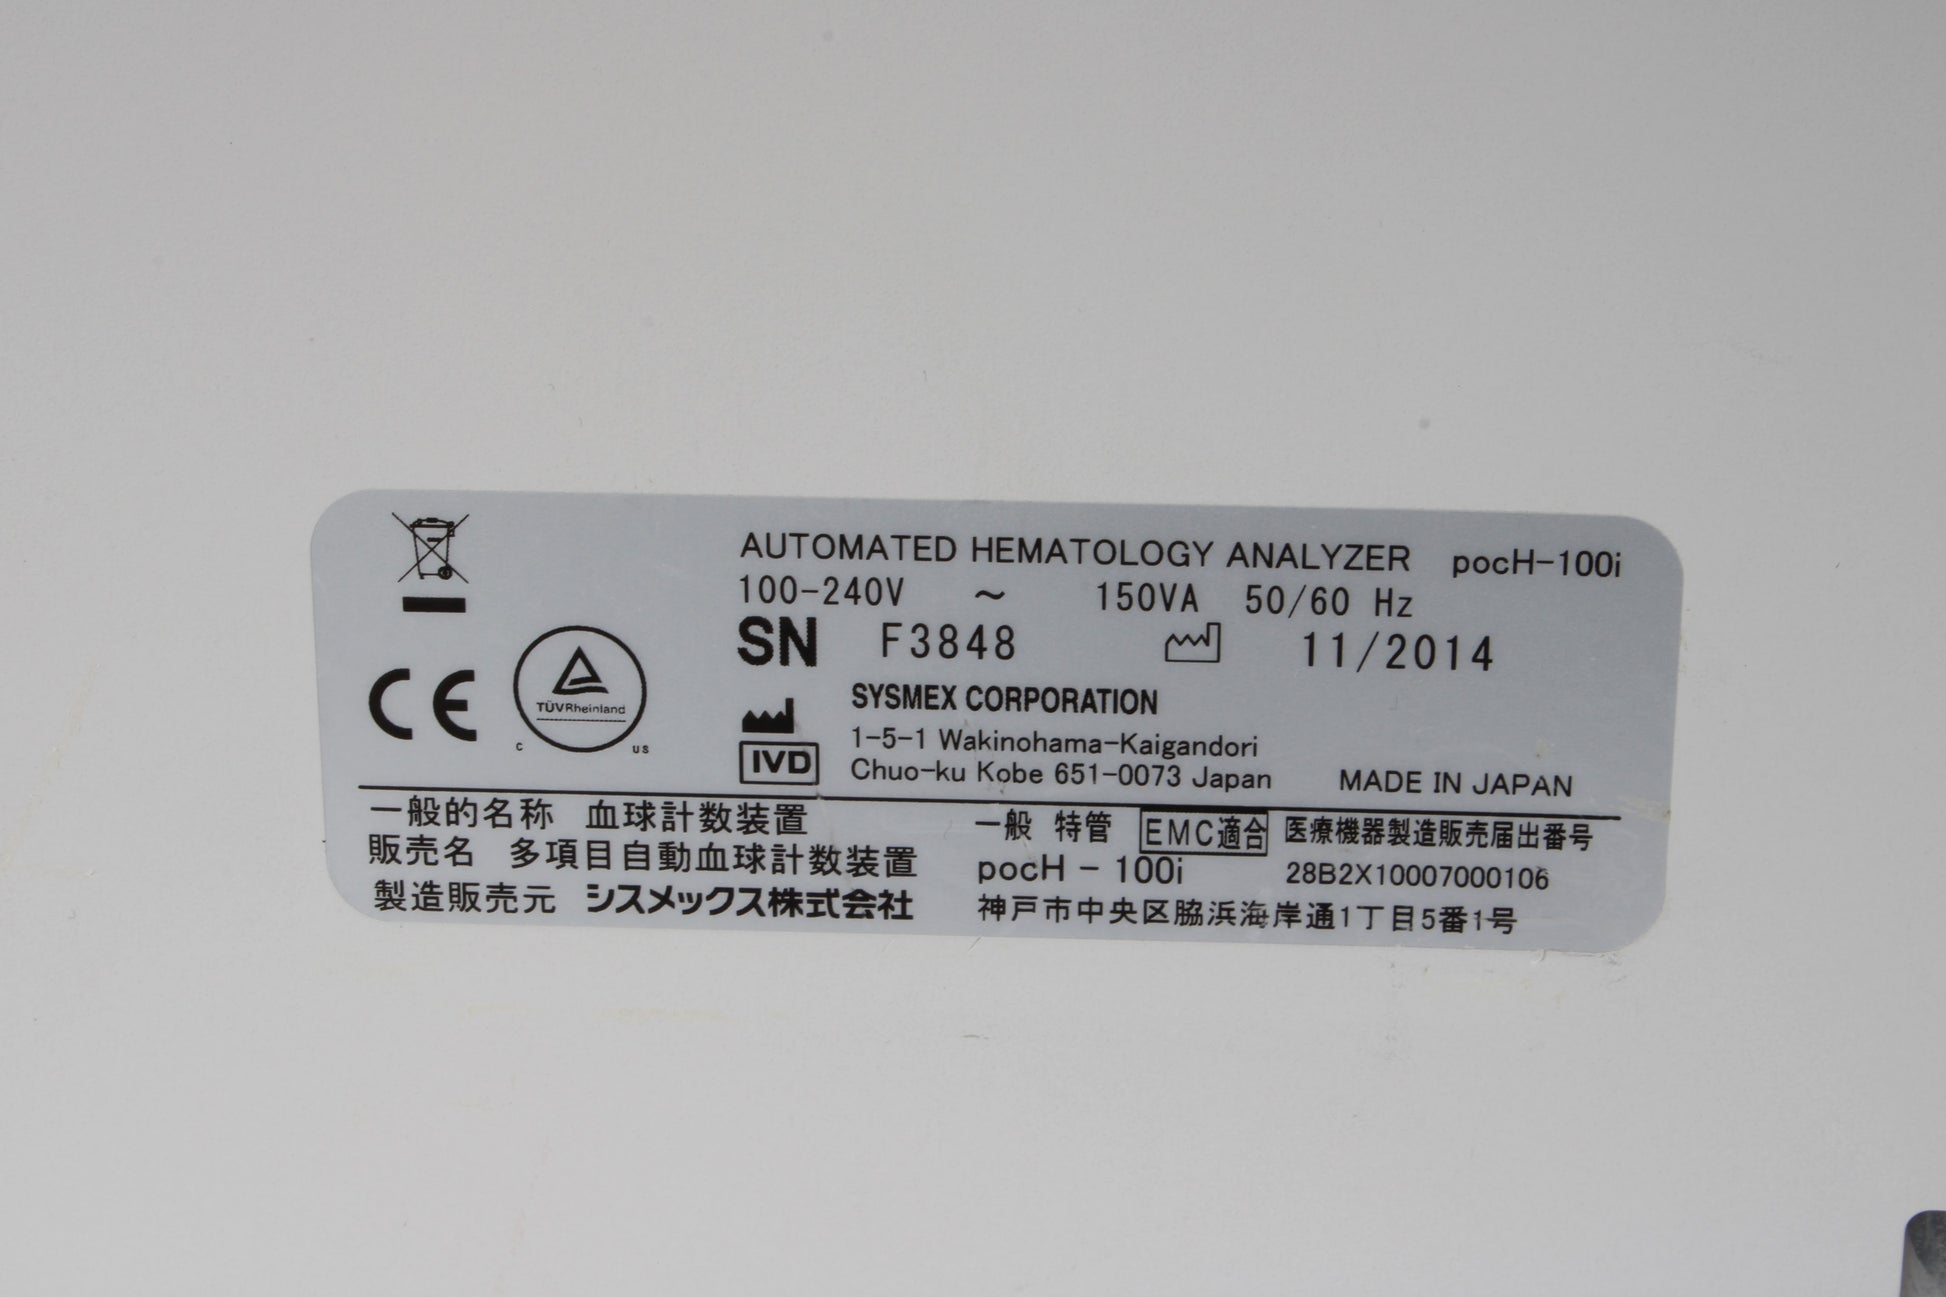 AUTOMATED HEMATOLOGY ANALYZER pocH-100i
100-240V ~ 150VA 50/60 Hz
SN F3848 11/2014
CE
TÜVRheinland
C US
SYSMEX CORPORATION
1-5-1 Wakinohama-Kaigandori
IVD Chuo-ku Kobe 651-0073 Japan MADE IN JAPAN
一般的名称 血球計数装置 一般 特管 EMC適合 医療機器製造販売届出番号
販売名 多項目自動血球計数装置 pocH - 100i 28B2X10007000106
製造販売元 シスメックス株式会社 神戸市中央区脇浜海岸通1丁目5番1号